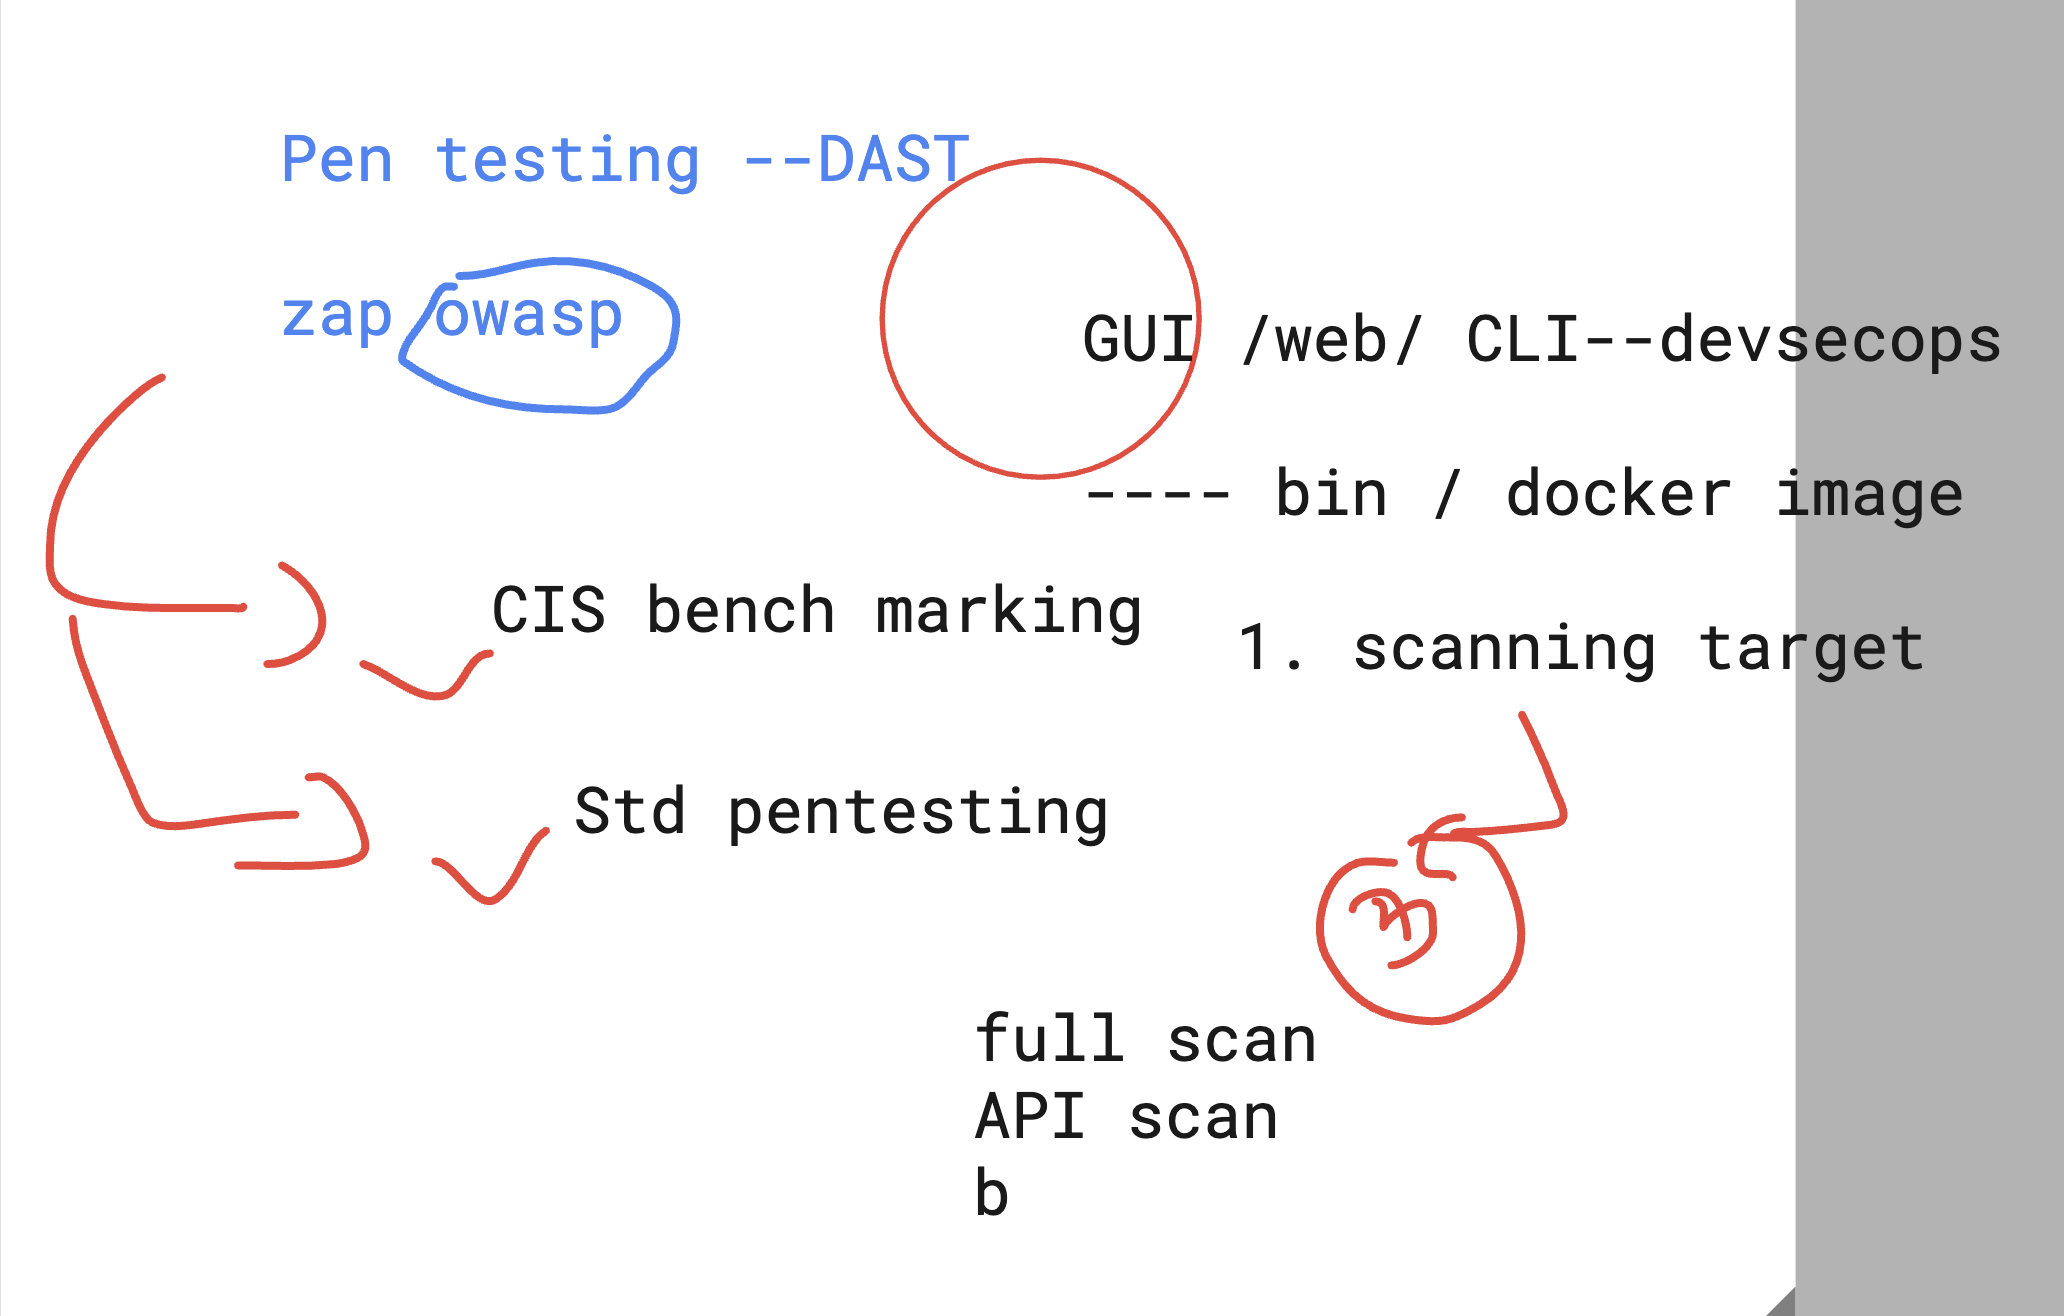 Pen testing --DAST
zap owasp
GUI /web/ CLI--devsecops
---- bin / docker image
CIS bench marking
1. scanning target
Std pentesting
full scan
API scan
b